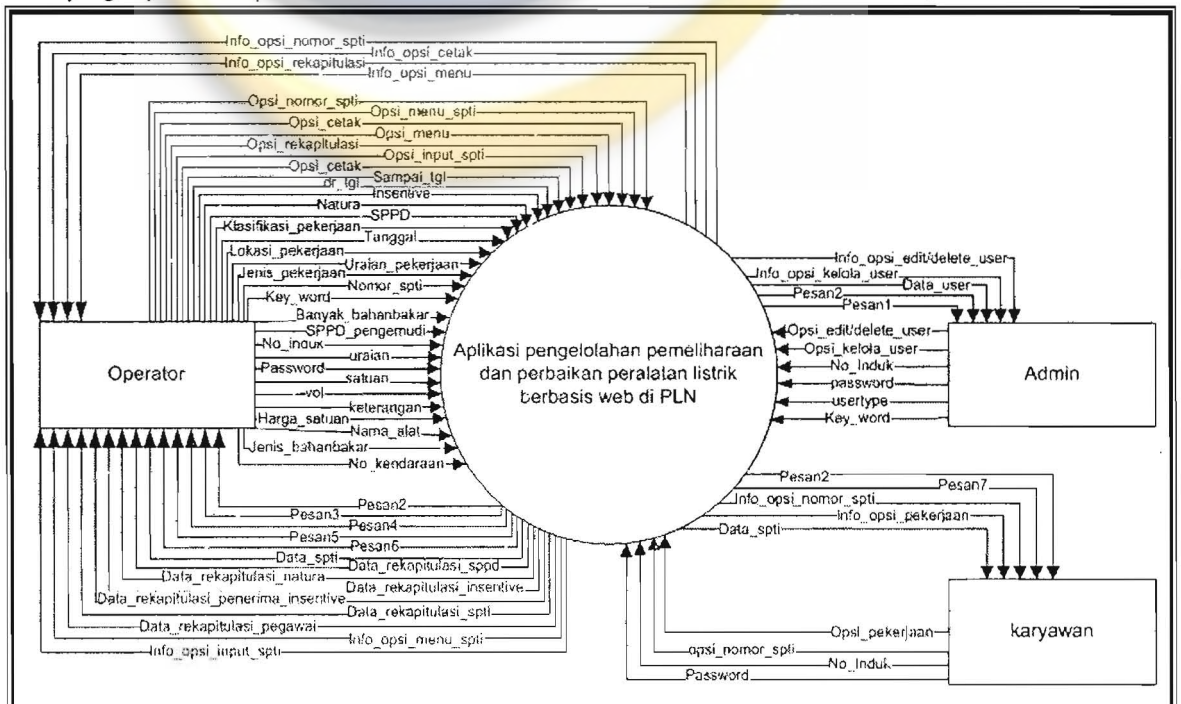 Info_opsi_nomor_spti
Info_opsi_cetak
Info_opsi_rekapitulasi
Info_opsi_menu
Opsi_nomor_spti
Opsi_menu_spti
Opsi_cetak
Opsi_menu
Opsi_rekapitulasi
Opsi_input_spti
Opsi_cetak
Sampai_tgl
dr_tgl
Insentive
Natura
SPPD
Klasifikasi_pekerjaan
Tanggal
Lokasi_pekerjaan
Uraian_pekerjaan
Jenis_pekerjaan
Nomor_spti
Key_word
Banyak_bahanbakar
SPPD_pengemudi
No_induk
uraian
Password
satuan
vol
keterangan
Harga_satuan
Nama_alat
Jenis_bahanbakar
No_kendaraan
Operator
Aplikasi pengelolahan pemeliharaan
dan perbaikan peralatan listrik
berbasis web di PLN
Pesan2
Pesan3
Pesan4
Pesan5
Pesan6
Data_spti
Data_rekapitulasi_sppd
Data_rekapitulasi_natura
Data_rekapitulasi_insentive
Data_rekapitulasi_penerima_insentive
Data_rekapitulasi_spti
Data_rekapitulasi_pegawai
Info_opsi_menu_spti
Info_opsi_input_spti
Info_opsi_edit/delete_user
Info_opsi_kelola_user
Data_user
Pesan2
Pesan1
Opsi_edit/delete_user
Opsi_kelola_user
No_Induk
password
usertype
Key_word
Admin
Pesan2
Pesan7
Info_opsi_nomor_spti
Info_opsi_pekerjaan
Data_spti
Opsi_pekerjaan
opsi_nomor_spti
No_Induk
Password
karyawan